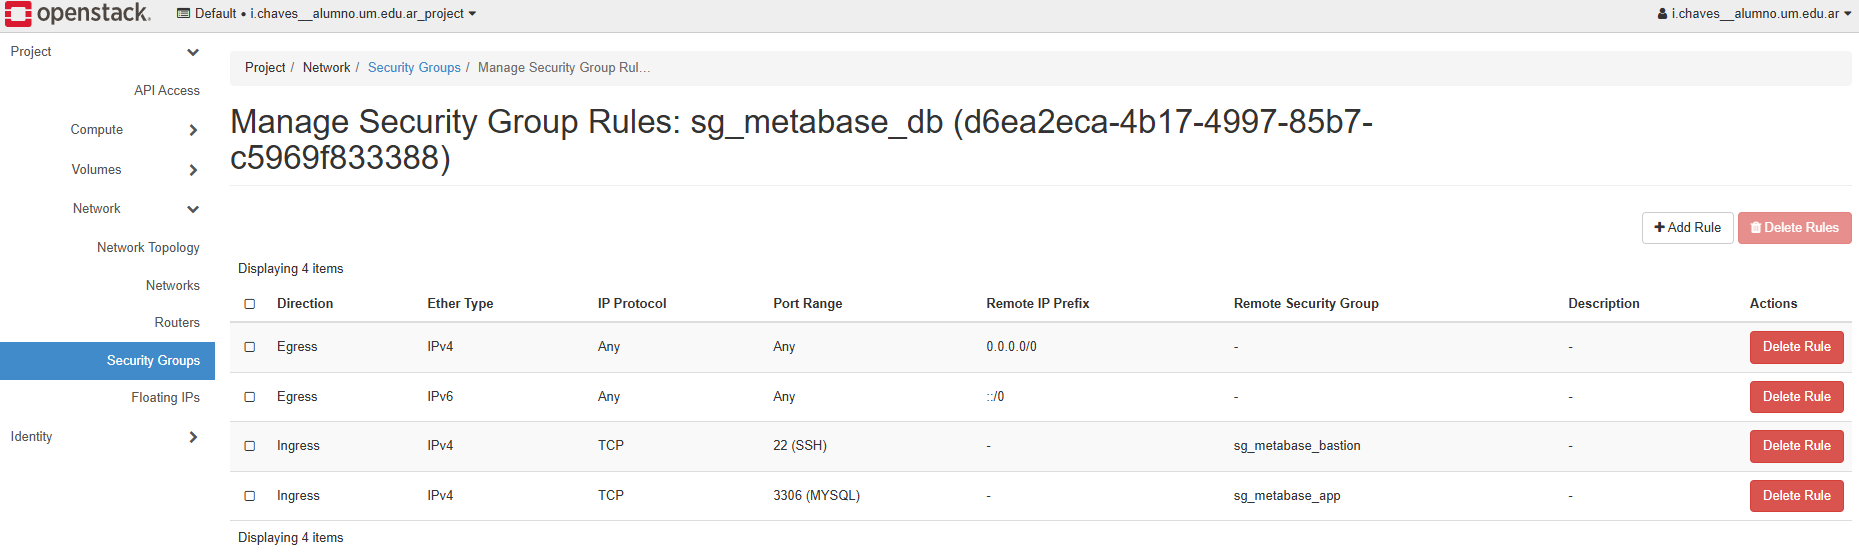 openstack.
Default • i.chaves__alumno.um.edu.ar_project
i.chaves__alumno.um.edu.ar
Project
API Access
Compute
Volumes
Network
Network Topology
Networks
Routers
Security Groups
Floating IPs
Identity
Project / Network / Security Groups / Manage Security Group Rul...
Manage Security Group Rules: sg_metabase_db (d6ea2eca-4b17-4997-85b7-
c5969f833388)
Add Rule
Delete Rules
Displaying 4 items
Direction Ether Type IP Protocol Port Range Remote IP Prefix Remote Security Group Description Actions
Egress IPv4 Any Any 0.0.0.0/0 - - Delete Rule
Egress IPv6 Any Any ::/0 - - Delete Rule
Ingress IPv4 TCP 22 (SSH) - sg_metabase_bastion - Delete Rule
Ingress IPv4 TCP 3306 (MYSQL) - sg_metabase_app - Delete Rule
Displaying 4 items